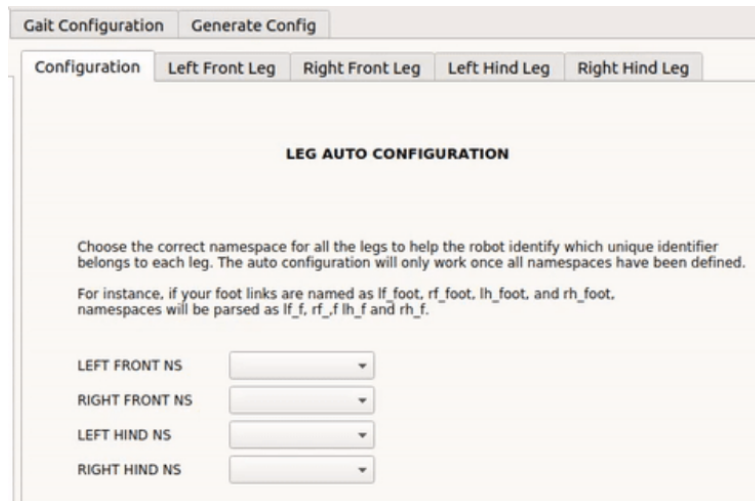 Gait Configuration Generate Config
Configuration Left Front Leg Right Front Leg Left Hind Leg Right Hind Leg
LEG AUTO CONFIGURATION
Choose the correct namespace for all the legs to help the robot identify which unique identifier
belongs to each leg. The auto configuration will only work once all namespaces have been defined.
For instance, if your foot links are named as lf_foot, rf_foot, lh_foot, and rh_foot,
namespaces will be parsed as lf_f, rf_,f lh_f and rh_f.
LEFT FRONT NS
RIGHT FRONT NS
LEFT HIND NS
RIGHT HIND NS